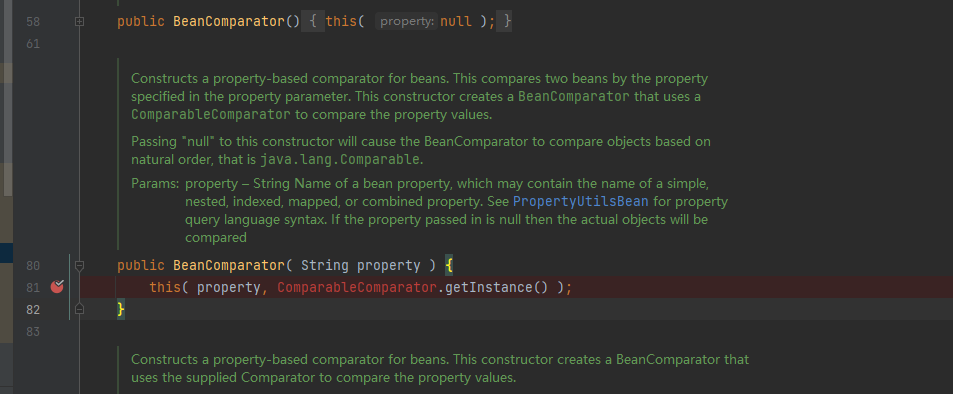 58 public BeanComparator() { this( property: null ); }
61
Constructs a property-based comparator for beans. This compares two beans by the property
specified in the property parameter. This constructor creates a BeanComparator that uses a
ComparableComparator to compare the property values.
Passing "null" to this constructor will cause the BeanComparator to compare objects based on
natural order, that is java.lang.Comparable.
Params: property – String Name of a bean property, which may contain the name of a simple,
nested, indexed, mapped, or combined property. See PropertyUtilsBean for property
query language syntax. If the property passed in is null then the actual objects will be
compared
80 public BeanComparator( String property ) {
81 this( property, ComparableComparator.getInstance() );
82 }
83
Constructs a property-based comparator for beans. This constructor creates a BeanComparator that
uses the supplied Comparator to compare the property values.